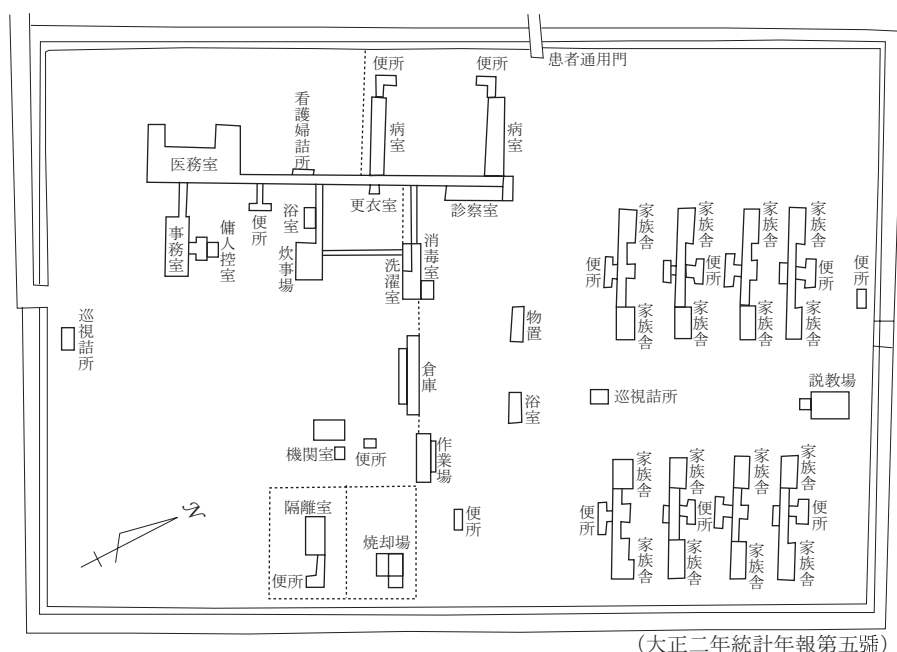 患者通用門
便所
便所
看護婦詰所
病室
病室
医務室
更衣室
診察室
事務室
傭人控室
便所
浴室
炊事場
消毒室
洗濯室
家族舎
家族舎
家族舎
家族舎
便所
便所
便所
便所
家族舎
家族舎
家族舎
家族舎
巡視詰所
物置
倉庫
浴室
巡視詰所
説教場
機関室
便所
作業場
家族舎
家族舎
家族舎
家族舎
便所
便所
便所
便所
家族舎
家族舎
家族舎
家族舎
隔離室
焼却場
便所
N
(大正二年統計年報第五號)